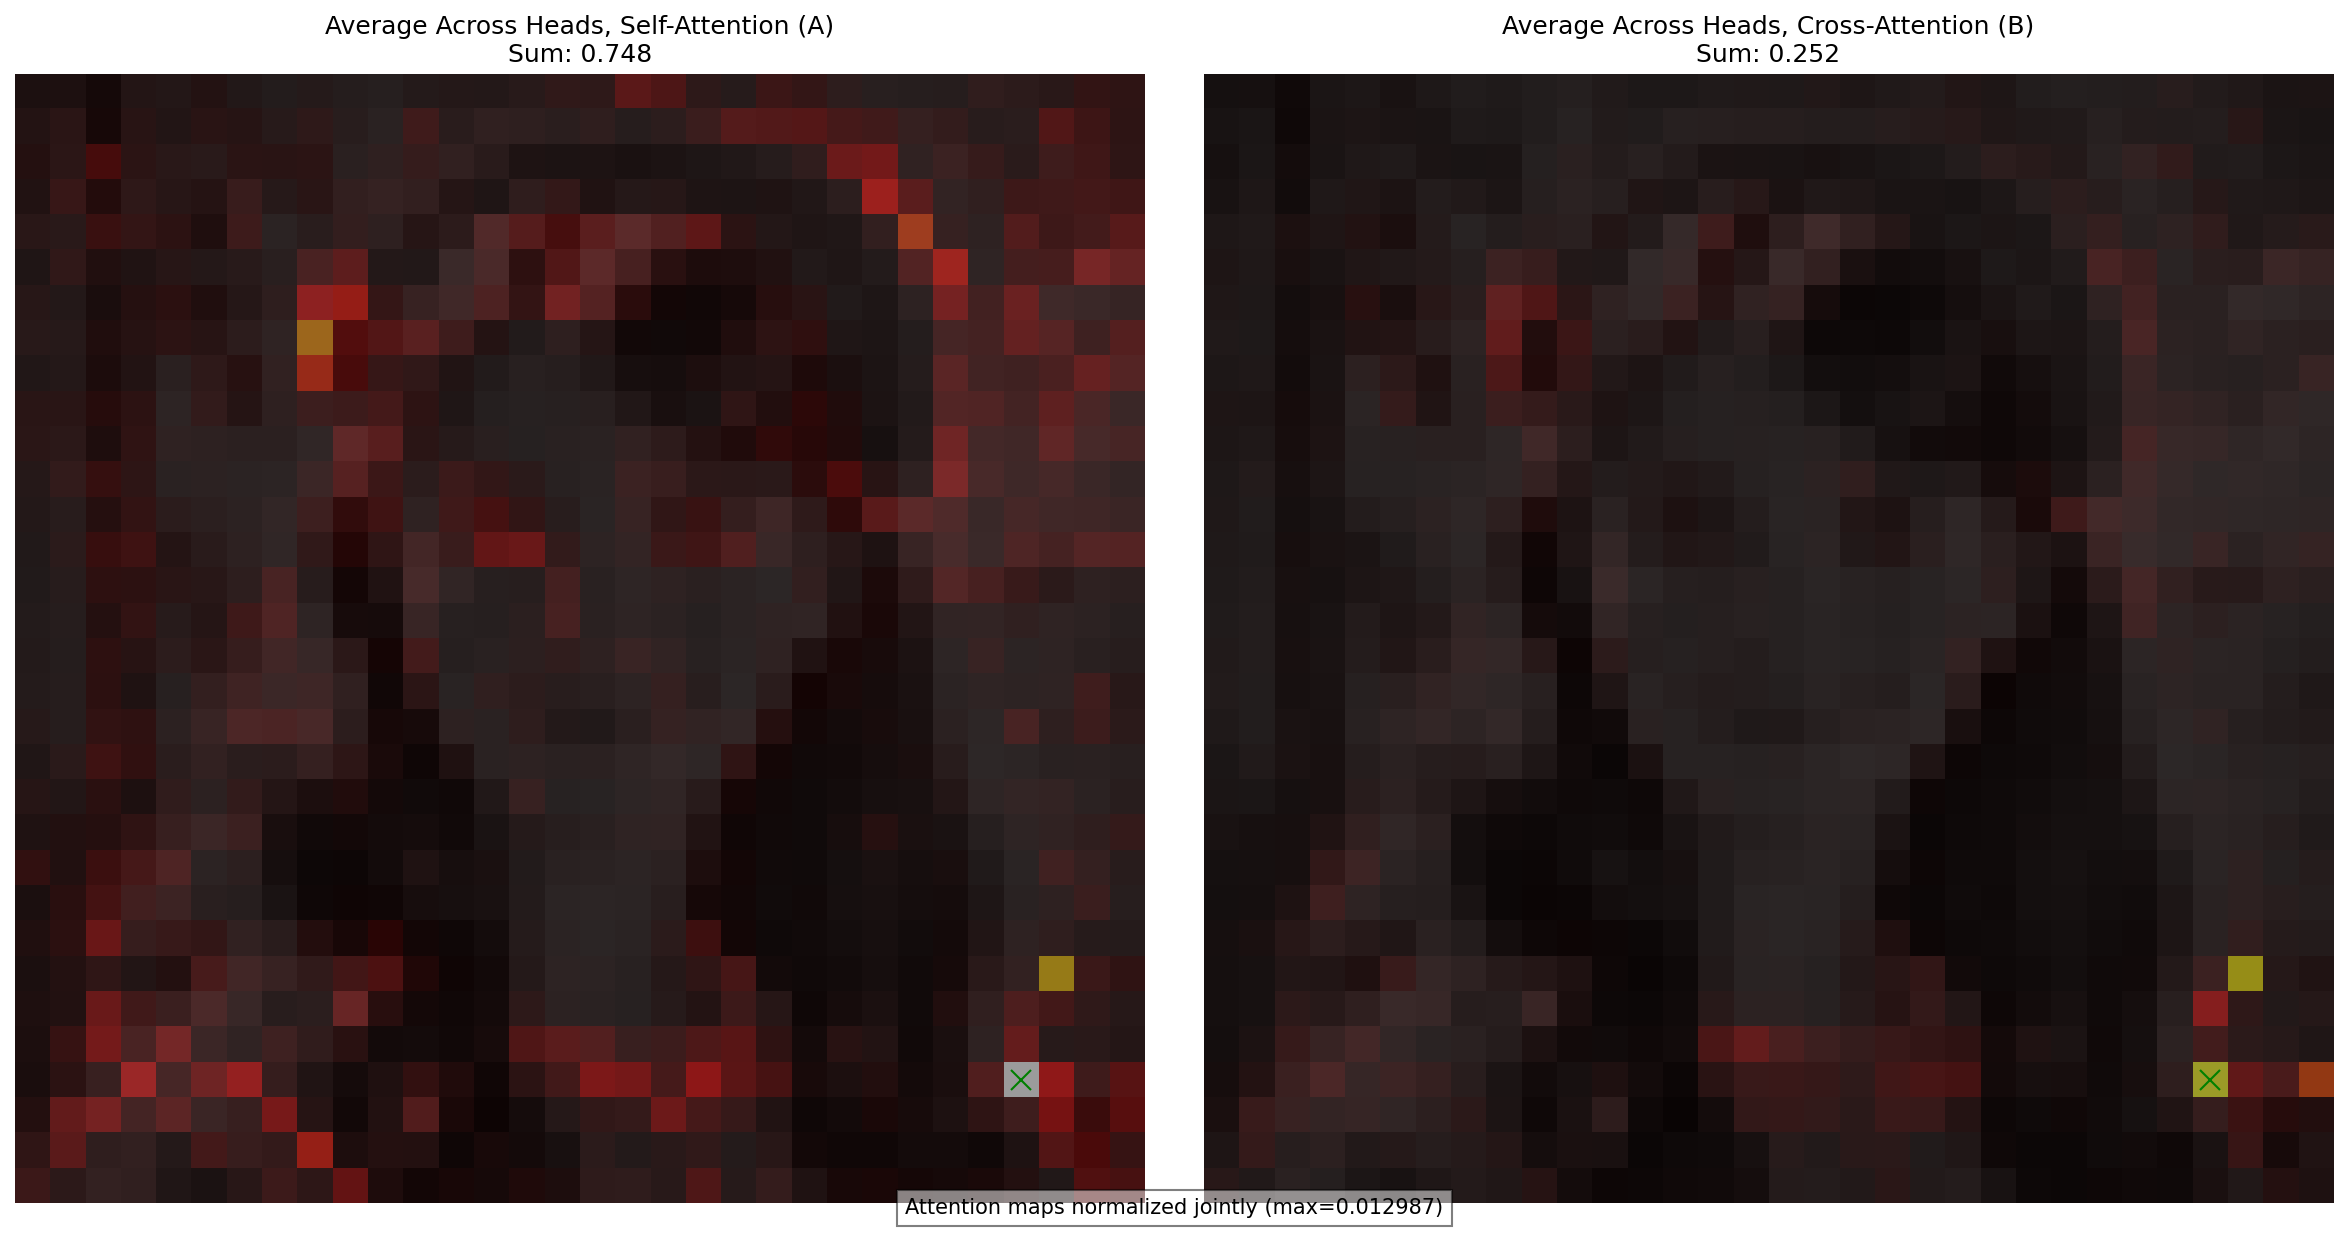 Average Across Heads, Self-Attention (A)
Sum: 0.748
Average Across Heads, Cross-Attention (B)
Sum: 0.252
Attention maps normalized jointly (max=0.012987)